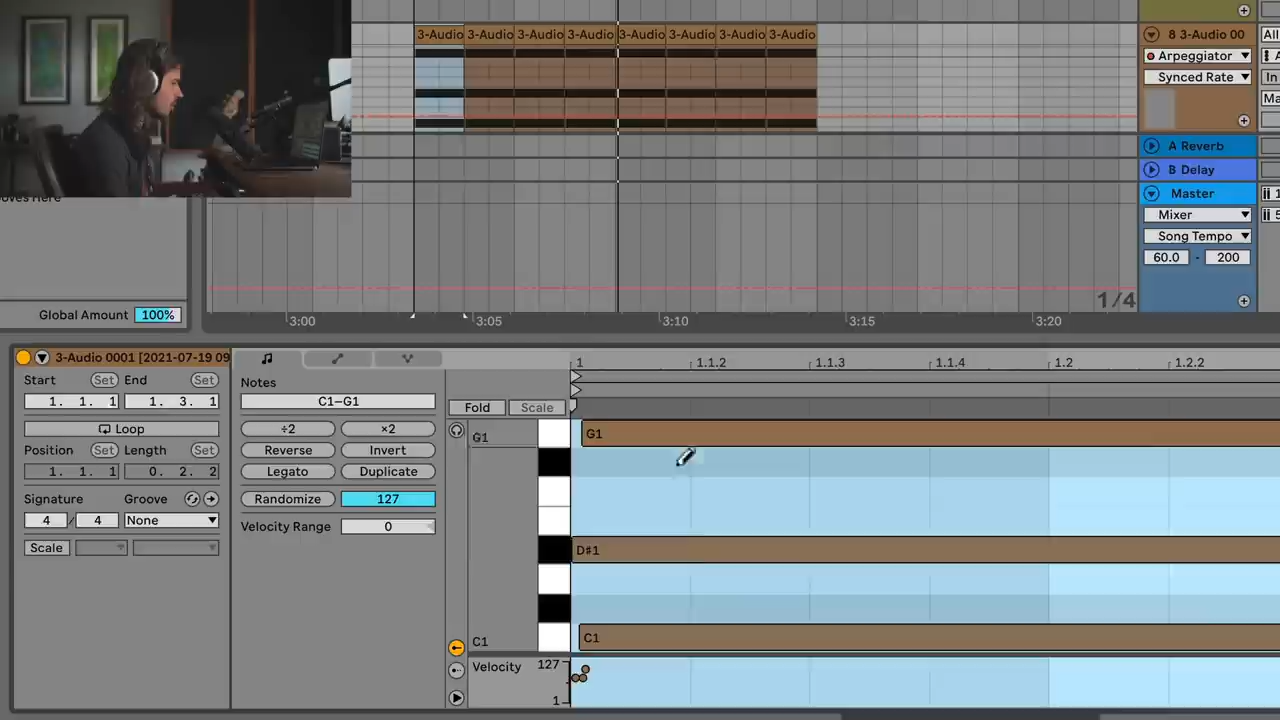 3-Audio 3-Audio 3-Audio 3-Audio 3-Audio 3-Audio 3-Audio 3-Audio
8 3-Audio 00
All
Arpeggiator
Synced Rate
In
Ma
A Reverb
B Delay
Master
Mixer
Song Tempo
60.0 - 200
Here
Global Amount 100%
1/4
3:00 3:05 3:10 3:15 3:20
3-Audio 0001 [2021-07-19 09
Start Set End Set
1. 1. 1 1. 3. 1
Loop
Position Set Length Set
1. 1. 1 0. 2. 2
Signature Groove
4 / 4 None
Scale
Notes
C1–G1
÷2 ×2
Reverse Invert
Legato Duplicate
Randomize 127
Velocity Range 0
1 1.1.2 1.1.3 1.1.4 1.2 1.2.2
Fold Scale
G1 G1
D#1
C1 C1
Velocity 127
1